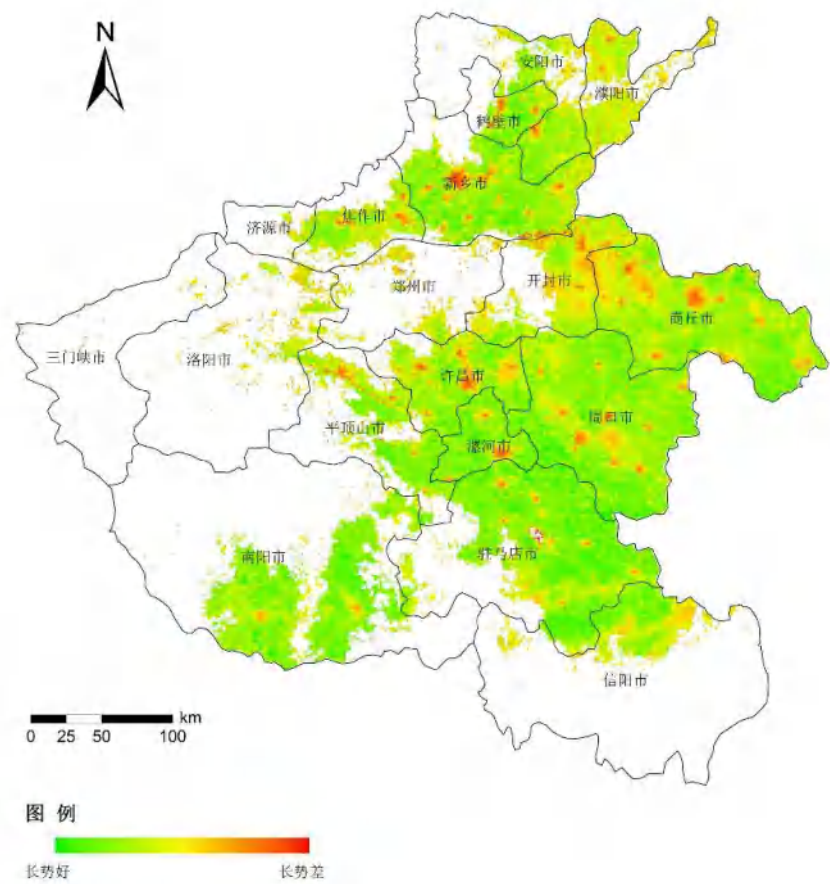 N
安阳市
濮阳市
鹤壁市
新乡市
焦作市
济源市
郑州市
开封市
商丘市
三门峡市
洛阳市
许昌市
周口市
平顶山市
漯河市
驻马店市
南阳市
信阳市
km
0 25 50 100
图 例
长势好 长势差